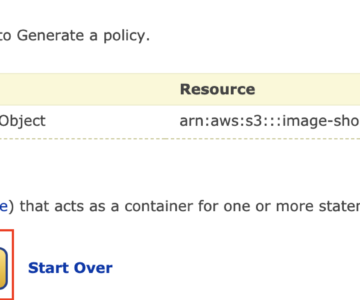 to Generate a policy.
Resource
Object arn:aws:s3:::image-sho
e) that acts as a container for one or more stater
Start Over